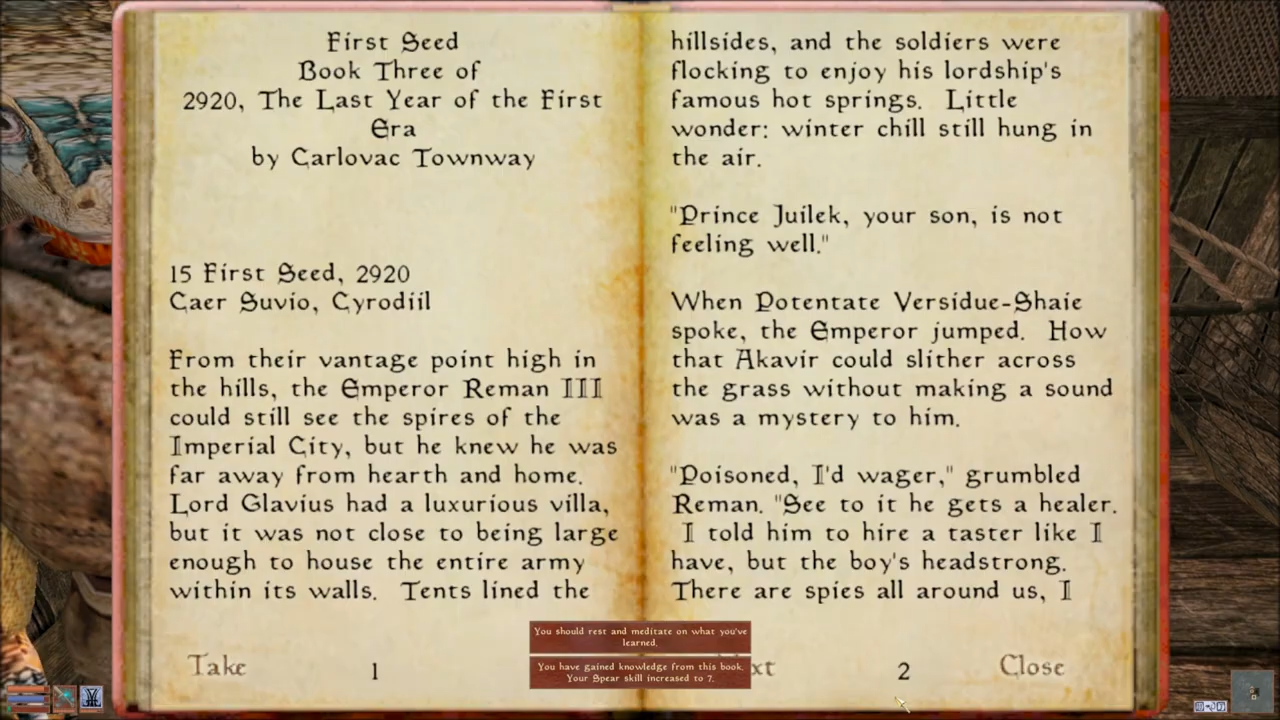 First Seed
Book Three of
2920, The Last Year of the First
Era
by Carlovac Townway
15 First Seed, 2920
Caer Suvio, Cyrodiil
From their vantage point high in
the hills, the Emperor Reman III
could still see the spires of the
Imperial City, but he knew he was
far away from hearth and home.
Lord Glavius had a luxurious villa,
but it was not close to being large
enough to house the entire army
within its walls.  Tents lined the
hillsides, and the soldiers were
flocking to enjoy his lordship's
famous hot springs.  Little
wonder: winter chill still hung in
the air.
"Prince Juilek, your son, is not
feeling well."
When Potentate Versidue-Shaie
spoke, the Emperor jumped.  How
that Akavir could slither across
the grass without making a sound
was a mystery to him.
"Poisoned, I'd wager," grumbled
Reman. "See to it he gets a healer.
I told him to hire a taster like I
have, but the boy's headstrong.
There are spies all around us, I
You should rest and meditate on what you've
learned.
You have gained knowledge from this book.
Your Spear skill increased to 7.
Take
1
2
Close